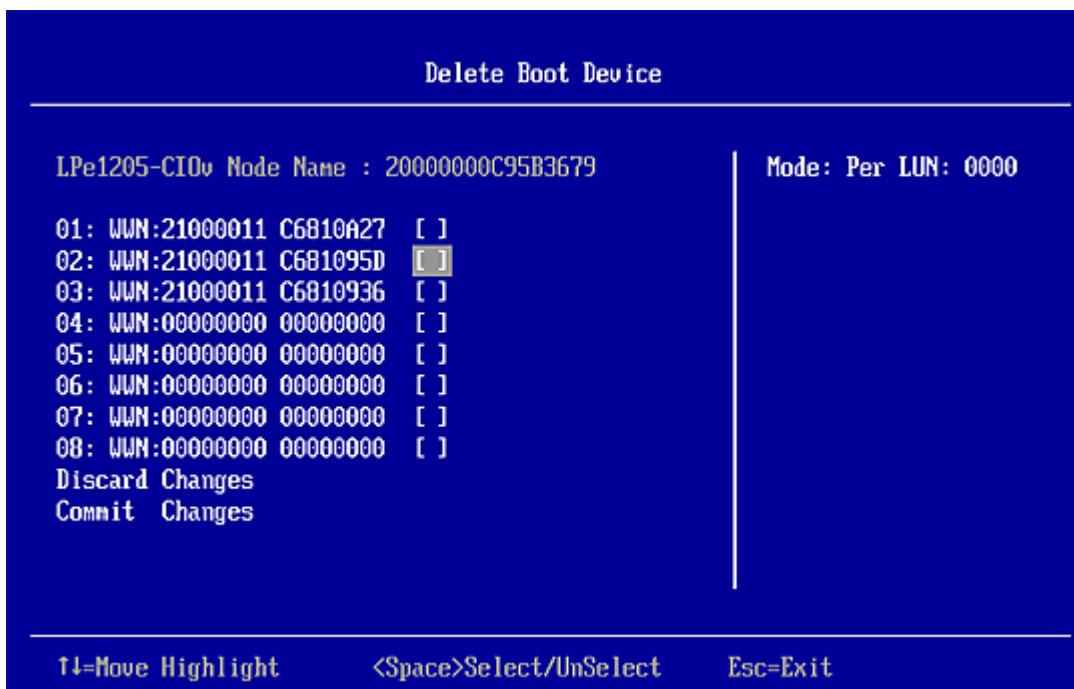 Delete Boot Device
LPe1205-CIOv Node Name : 20000000C95B3679
Mode: Per LUN: 0000
01: WWN:21000011 C6810A27 [ ]
02: WWN:21000011 C681095D [ ]
03: WWN:21000011 C6810936 [ ]
04: WWN:00000000 00000000 [ ]
05: WWN:00000000 00000000 [ ]
06: WWN:00000000 00000000 [ ]
07: WWN:00000000 00000000 [ ]
08: WWN:00000000 00000000 [ ]
Discard Changes
Commit Changes
↑↓=Move Highlight <Space>Select/UnSelect Esc=Exit